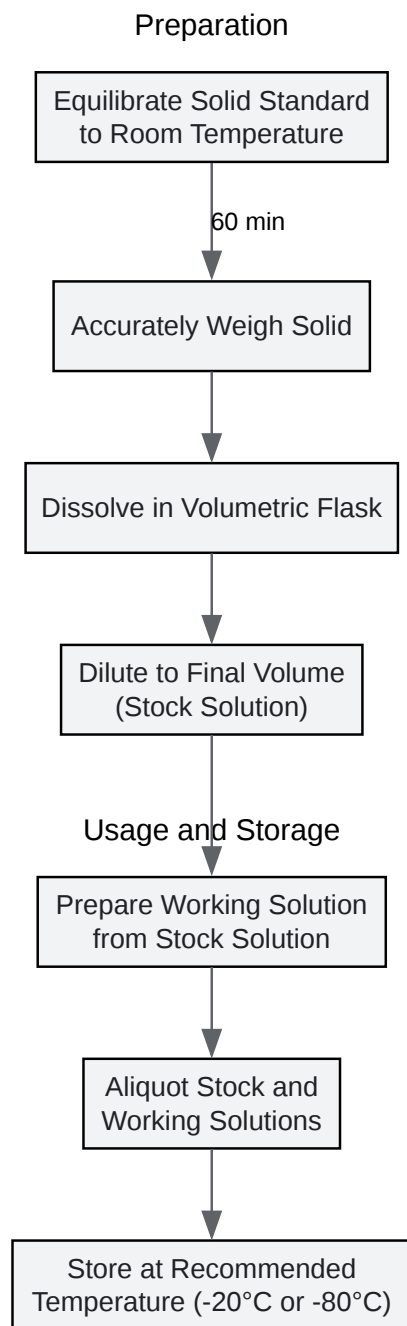 Preparation
Equilibrate Solid Standard
to Room Temperature
60 min
Accurately Weigh Solid
Dissolve in Volumetric Flask
Dilute to Final Volume
(Stock Solution)
Usage and Storage
Prepare Working Solution
from Stock Solution
Aliquot Stock and
Working Solutions
Store at Recommended
Temperature (-20°C or -80°C)